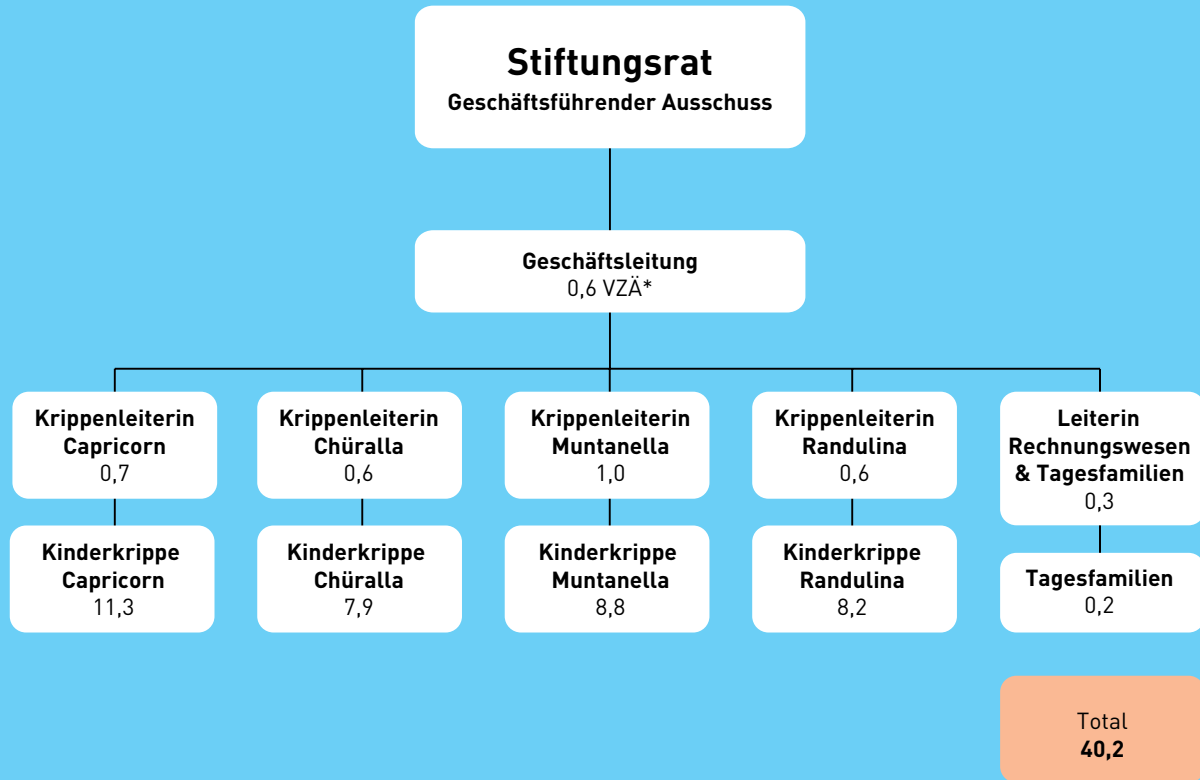 Stiftungsrat
Geschäftsführender Ausschuss
Geschäftsleitung
0,6 VZÄ*
Krippenleiterin
Capricorn
0,7
Krippenleiterin
Chüralla
0,6
Krippenleiterin
Muntanella
1,0
Krippenleiterin
Randulina
0,6
Leiterin
Rechnungswesen
& Tagesfamilien
0,3
Kinderkrippe
Capricorn
11,3
Kinderkrippe
Chüralla
7,9
Kinderkrippe
Muntanella
8,8
Kinderkrippe
Randulina
8,2
Tagesfamilien
0,2
Total
40,2